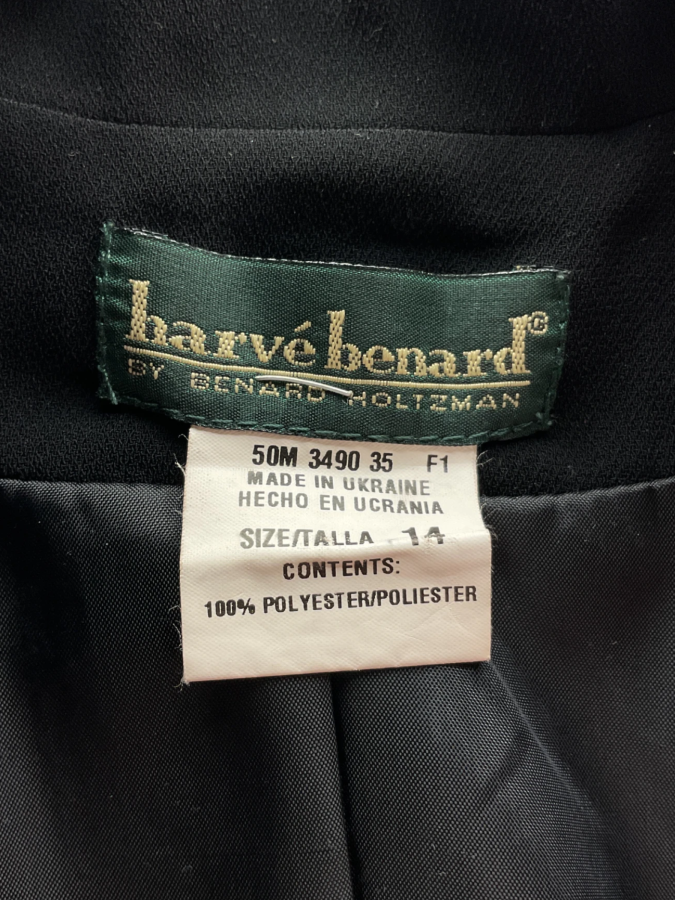 harvé benard®
BY BENARD HOLTZMAN
50M 3490 35 F1
MADE IN UKRAINE
HECHO EN UCRANIA
SIZE/TALLA 14
CONTENTS:
100% POLYESTER/POLIESTER